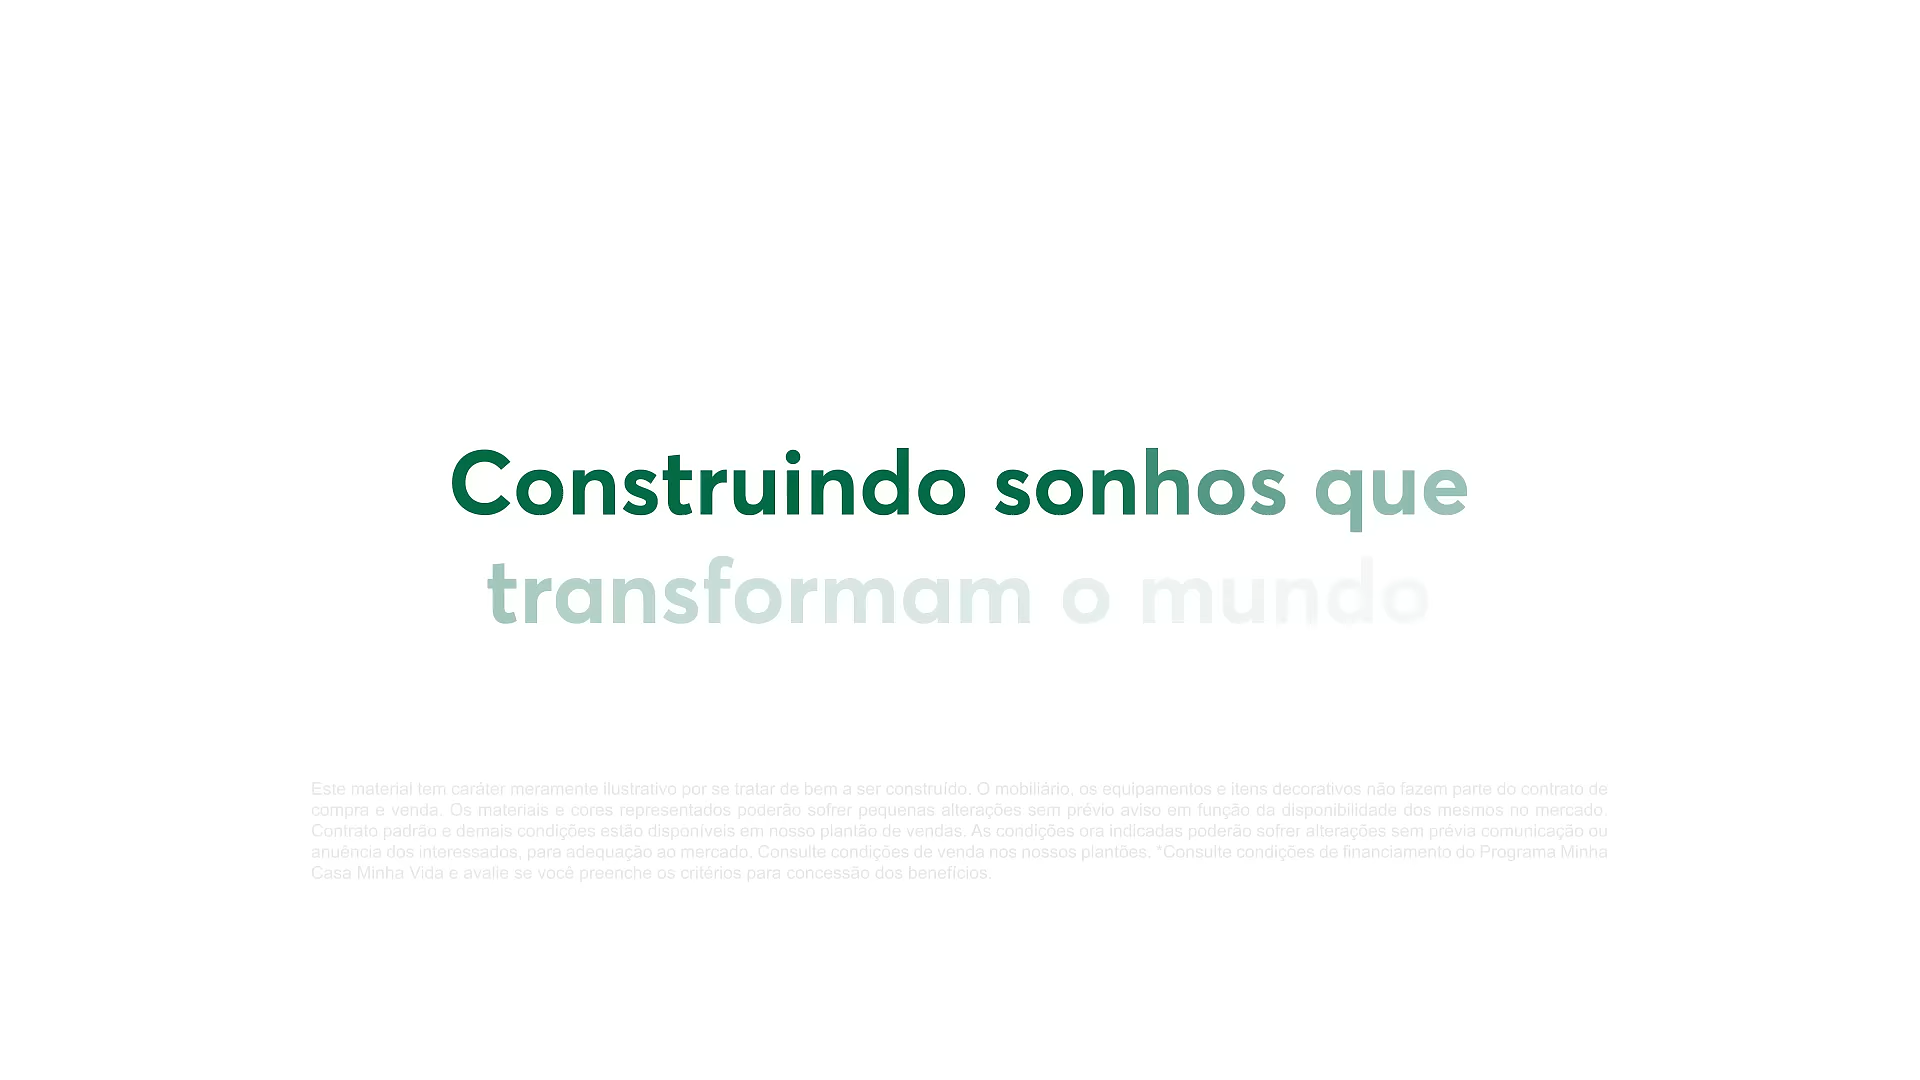 Construindo sonhos que
transformam o mundo
Este material tem caráter meramente ilustrativo por se tratar de bem a ser construído. O mobiliário, os equipamentos e itens decorativos não fazem parte do contrato de
compra e venda. Os materiais e cores representados poderão sofrer pequenas alterações sem prévio aviso em função da disponibilidade dos mesmos no mercado.
Contrato padrão e demais condições estão disponíveis em nosso plantão de vendas. As condições ora indicadas poderão sofrer alterações sem prévia comunicação ou
anuência dos interessados, para adequação ao mercado. Consulte condições de venda nos nossos plantões. *Consulte condições de financiamento do Programa Minha
Casa Minha Vida e avalie se você preenche os critérios para concessão dos benefícios.